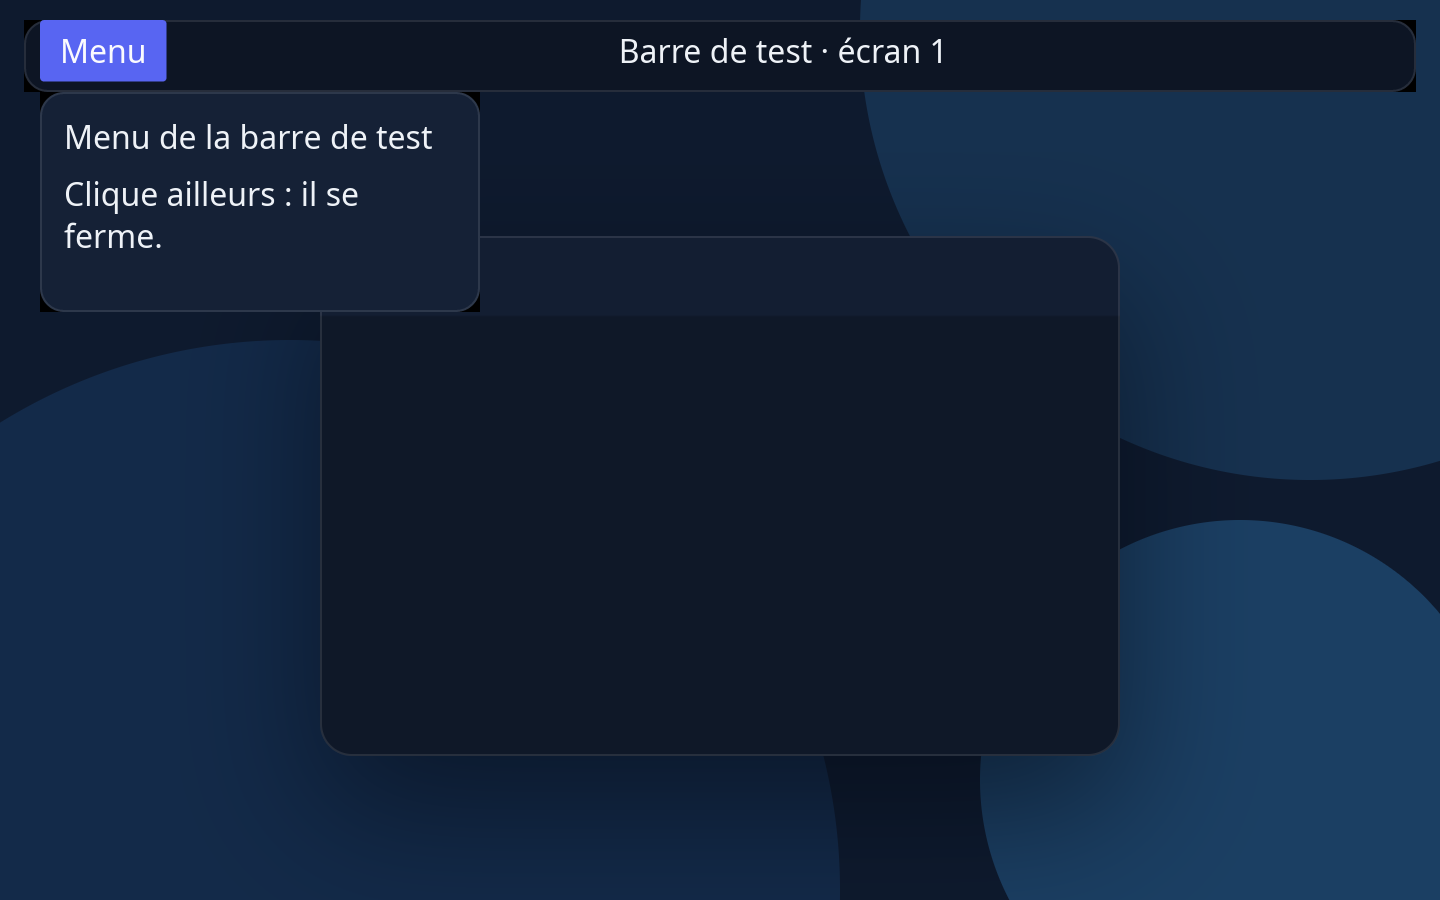 Menu
Barre de test · écran 1
Menu de la barre de test
Clique ailleurs : il se
ferme.